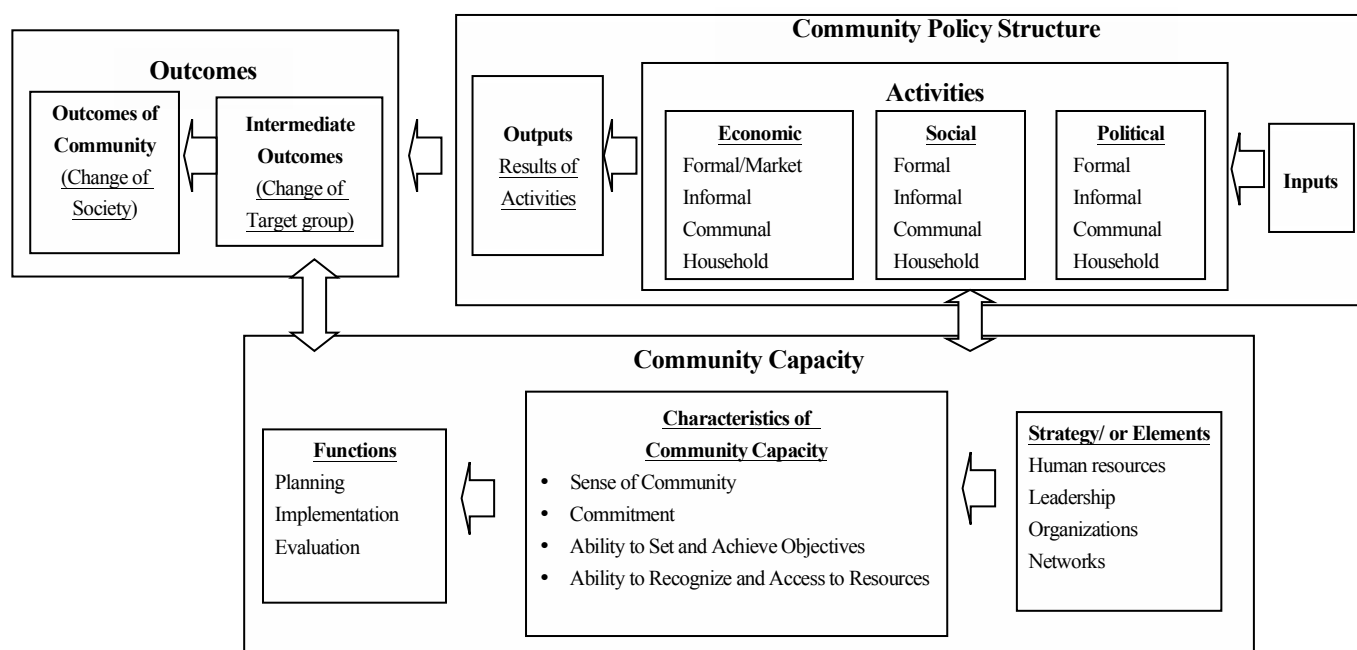 Outcomes
Outcomes of
Community
(Change of
Society)
Intermediate
Outcomes
(Change of
Target group)
Community Policy Structure
Outputs
Results of
Activities
Activities
Economic
Formal/Market
Informal
Communal
Household
Social
Formal
Informal
Communal
Household
Political
Formal
Informal
Communal
Household
Inputs
Community Capacity
Functions
Planning
Implementation
Evaluation
Characteristics of
Community Capacity
• Sense of Community
• Commitment
• Ability to Set and Achieve Objectives
• Ability to Recognize and Access to Resources
Strategy/ or Elements
Human resources
Leadership
Organizations
Networks